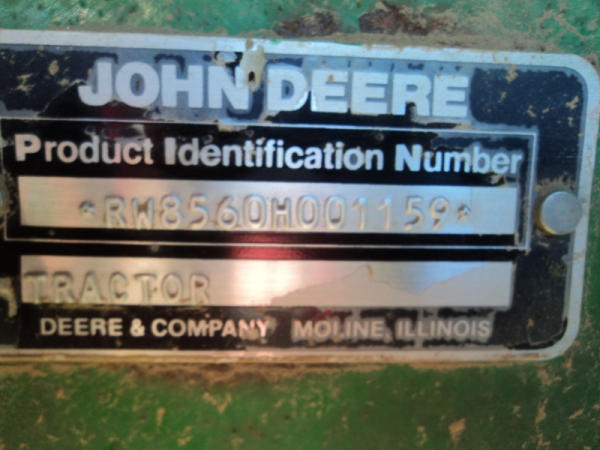 JOHN DEERE
Product Identification Number
*RW8560H001159*
TRACTOR
DEERE & COMPANY MOLINE, ILLINOIS